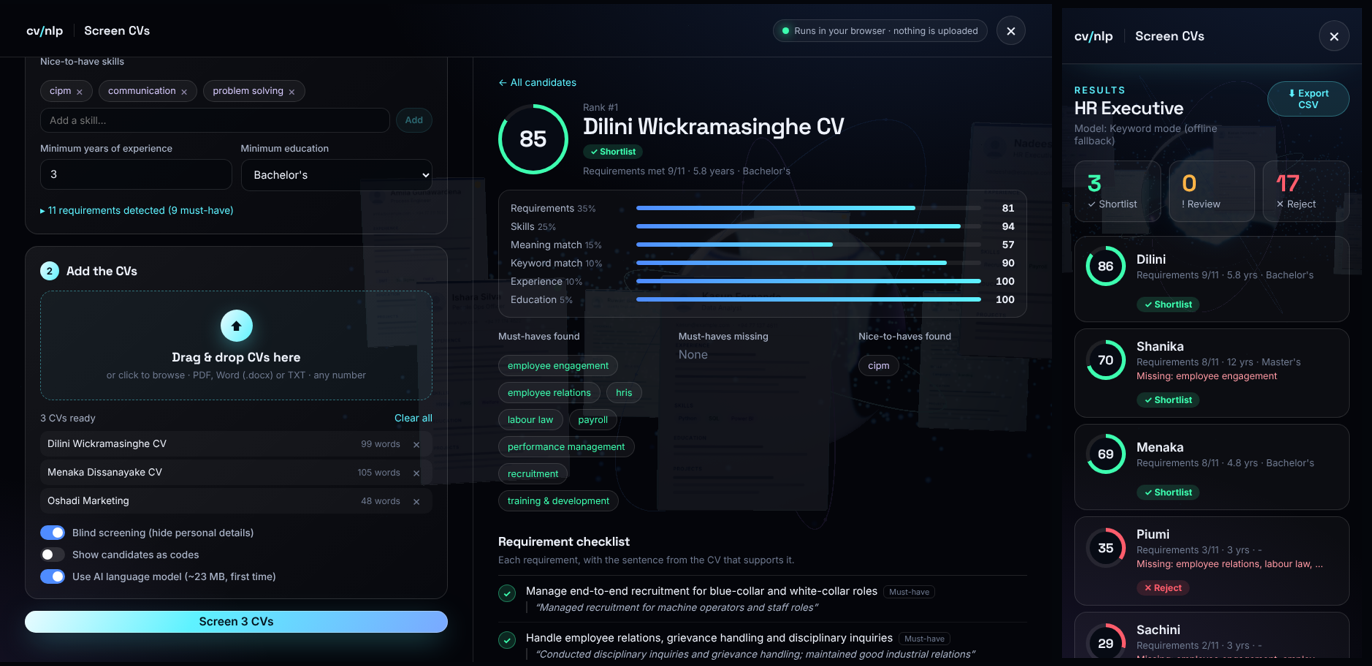 cv/nlp
Screen CVs
Runs in your browser · nothing is uploaded
Nice-to-have skills
cipm ×
communication ×
problem solving ×
Add a skill...
Add
Minimum years of experience
Minimum education
3
Bachelor's
▸ 11 requirements detected (9 must-have)
2
Add the CVs
Drag & drop CVs here
or click to browse · PDF, Word (.docx) or TXT · any number
3 CVs ready
Clear all
Dilini Wickramasinghe CV
99 words ×
Menaka Dissanayake CV
105 words ×
Oshadi Marketing
48 words ×
Blind screening (hide personal details)
Show candidates as codes
Use AI language model (~23 MB, first time)
Screen 3 CVs
← All candidates
85
Rank #1
Dilini Wickramasinghe CV
✓ Shortlist
Requirements met 9/11 · 5.8 years · Bachelor's
Requirements 35% 81
Skills 25% 94
Meaning match 15% 57
Keyword match 10% 90
Experience 10% 100
Education 5% 100
Must-haves found
employee engagement
employee relations
hris
labour law
payroll
performance management
recruitment
training & development
Must-haves missing
None
Nice-to-haves found
cipm
Requirement checklist
Each requirement, with the sentence from the CV that supports it.
Manage end-to-end recruitment for blue-collar and white-collar roles Must-have
“Managed recruitment for machine operators and staff roles”
Handle employee relations, grievance handling and disciplinary inquiries Must-have
“Conducted disciplinary inquiries and grievance handling; maintained good industrial relations”
cv/nlp
Screen CVs
RESULTS
HR Executive
Model: Keyword mode (offline
fallback)
⬇ Export
CSV
3
✓ Shortlist
0
! Review
17
✕ Reject
86
Dilini
Requirements 9/11 · 5.8 yrs · Bachelor's
✓ Shortlist
70
Shanika
Requirements 8/11 · 12 yrs · Master's
Missing: employee engagement
✓ Shortlist
69
Menaka
Requirements 8/11 · 4.8 yrs · Bachelor's
✓ Shortlist
35
Piumi
Requirements 3/11 · 3 yrs · -
Missing: employee relations, labour law, ...
✕ Reject
29
Sachini
Requirements 2/11 · 3 yrs · -